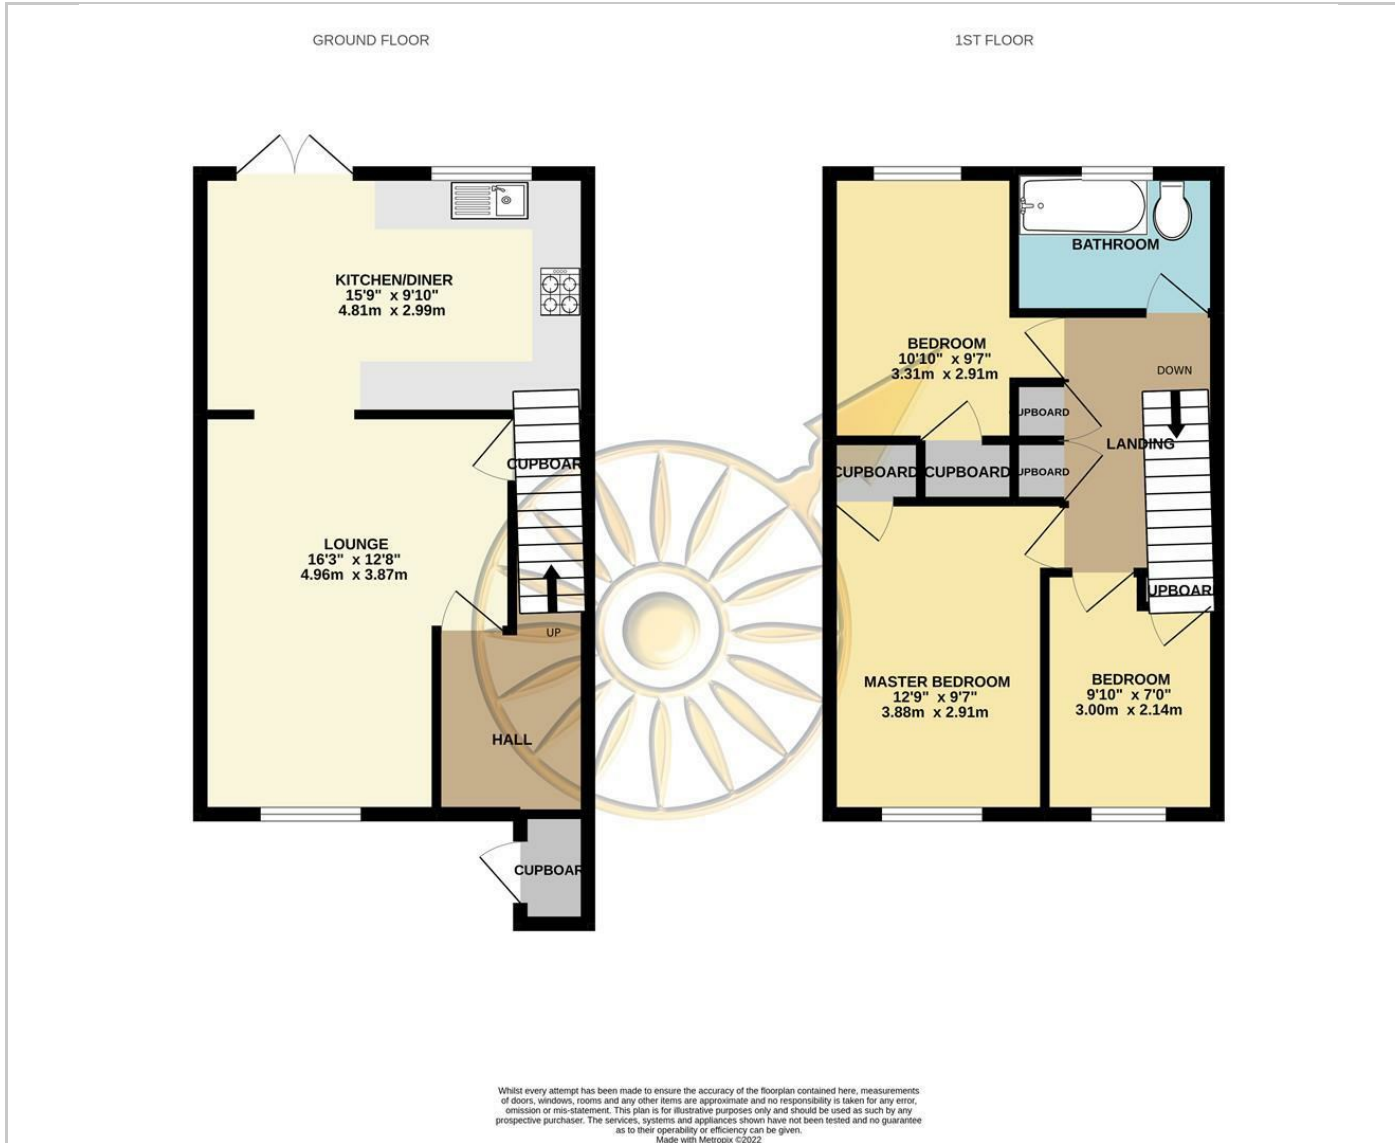 GROUND FLOOR
1ST FLOOR
KITCHEN/DINER
15'9" x 9'10"
4.81m x 2.99m
CUPBOAR
LOUNGE
16'3" x 12'8"
4.96m x 3.87m
UP
HALL
CUPBOAR
BATHROOM
BEDROOM
10'10" x 9'7"
3.31m x 2.91m
DOWN
CUPBOARD
LANDING
CUPBOARD
CUPBOARD
CUPBOARD
UPBOAR
MASTER BEDROOM
12'9" x 9'7"
3.88m x 2.91m
BEDROOM
9'10" x 7'0"
3.00m x 2.14m
Whilst every attempt has been made to ensure the accuracy of the floorplan contained here, measurements
of doors, windows, rooms and any other items are approximate and no responsibility is taken for any error,
omission or mis-statement. This plan is for illustrative purposes only and should be used as such by any
prospective purchaser. The services, systems and appliances shown have not been tested and no guarantee
as to their operability or efficiency can be given.
Made with Metropix ©2022